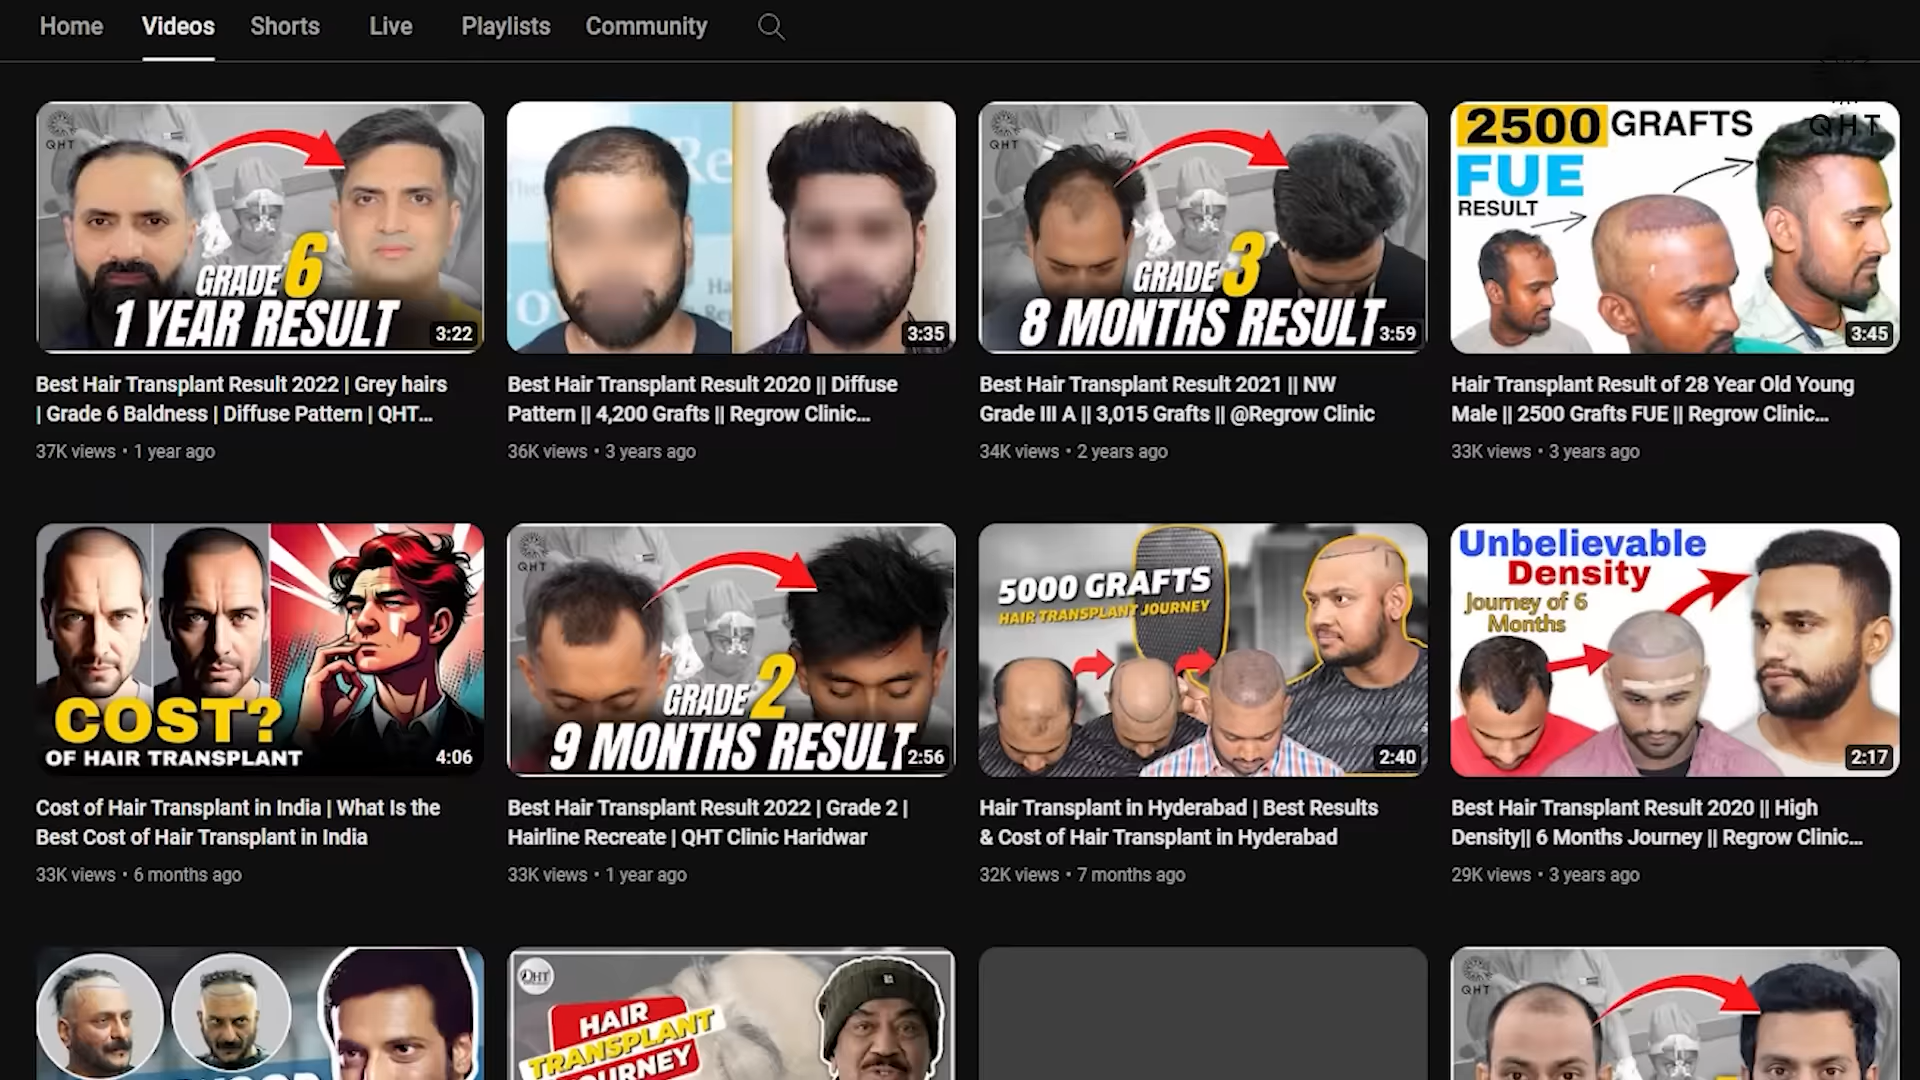 Home Videos Shorts Live Playlists Community
QHT
GRADE 6
1 YEAR RESULT
3:22
Re
3:35
QHT
GRADE 3
8 MONTHS RESULT
3:59
2500 GRAFTS
QHT
FUE
RESULT
3:45
Best Hair Transplant Result 2022 | Grey hairs
| Grade 6 Baldness | Diffuse Pattern | QHT...
37K views • 1 year ago
Best Hair Transplant Result 2020 || Diffuse
Pattern || 4,200 Grafts || Regrow Clinic...
36K views • 3 years ago
Best Hair Transplant Result 2021 || NW
Grade III A || 3,015 Grafts || @Regrow Clinic
34K views • 2 years ago
Hair Transplant Result of 28 Year Old Young
Male || 2500 Grafts FUE || Regrow Clinic...
33K views • 3 years ago
COST?
OF HAIR TRANSPLANT
4:06
QHT
GRADE 2
9 MONTHS RESULT
2:56
5000 GRAFTS
HAIR TRANSPLANT JOURNEY
2:40
Unbelievable
Density
Journey of 6
Months
2:17
Cost of Hair Transplant in India | What Is the
Best Cost of Hair Transplant in India
33K views • 6 months ago
Best Hair Transplant Result 2022 | Grade 2 |
Hairline Recreate | QHT Clinic Haridwar
33K views • 1 year ago
Hair Transplant in Hyderabad | Best Results
& Cost of Hair Transplant in Hyderabad
32K views • 7 months ago
Best Hair Transplant Result 2020 || High
Density|| 6 Months Journey || Regrow Clinic...
29K views • 3 years ago
QHT
HAIR
TRANSPLANT
JOURNEY
QHT